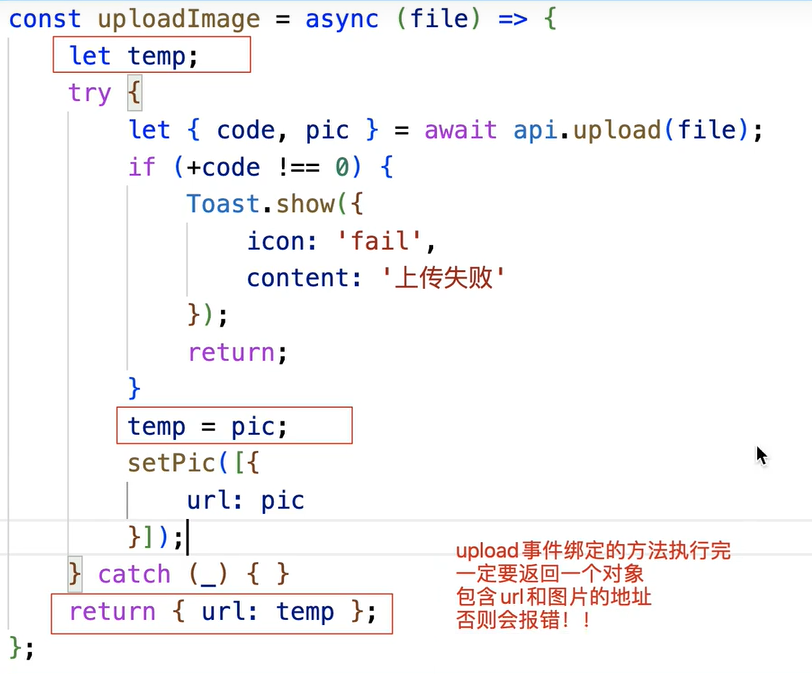 const uploadImage = async (file) => {
    let temp;
    try {
        let { code, pic } = await api.upload(file);
        if (+code !== 0) {
            Toast.show({
                icon: 'fail',
                content: '上传失败'
            });
            return;
        }
        temp = pic;
        setPic([{
            url: pic
        }]);
    } catch (_) { }
    return { url: temp };
};
upload事件绑定的方法执行完
一定要返回一个对象
包含url和图片的地址
否则会报错！！